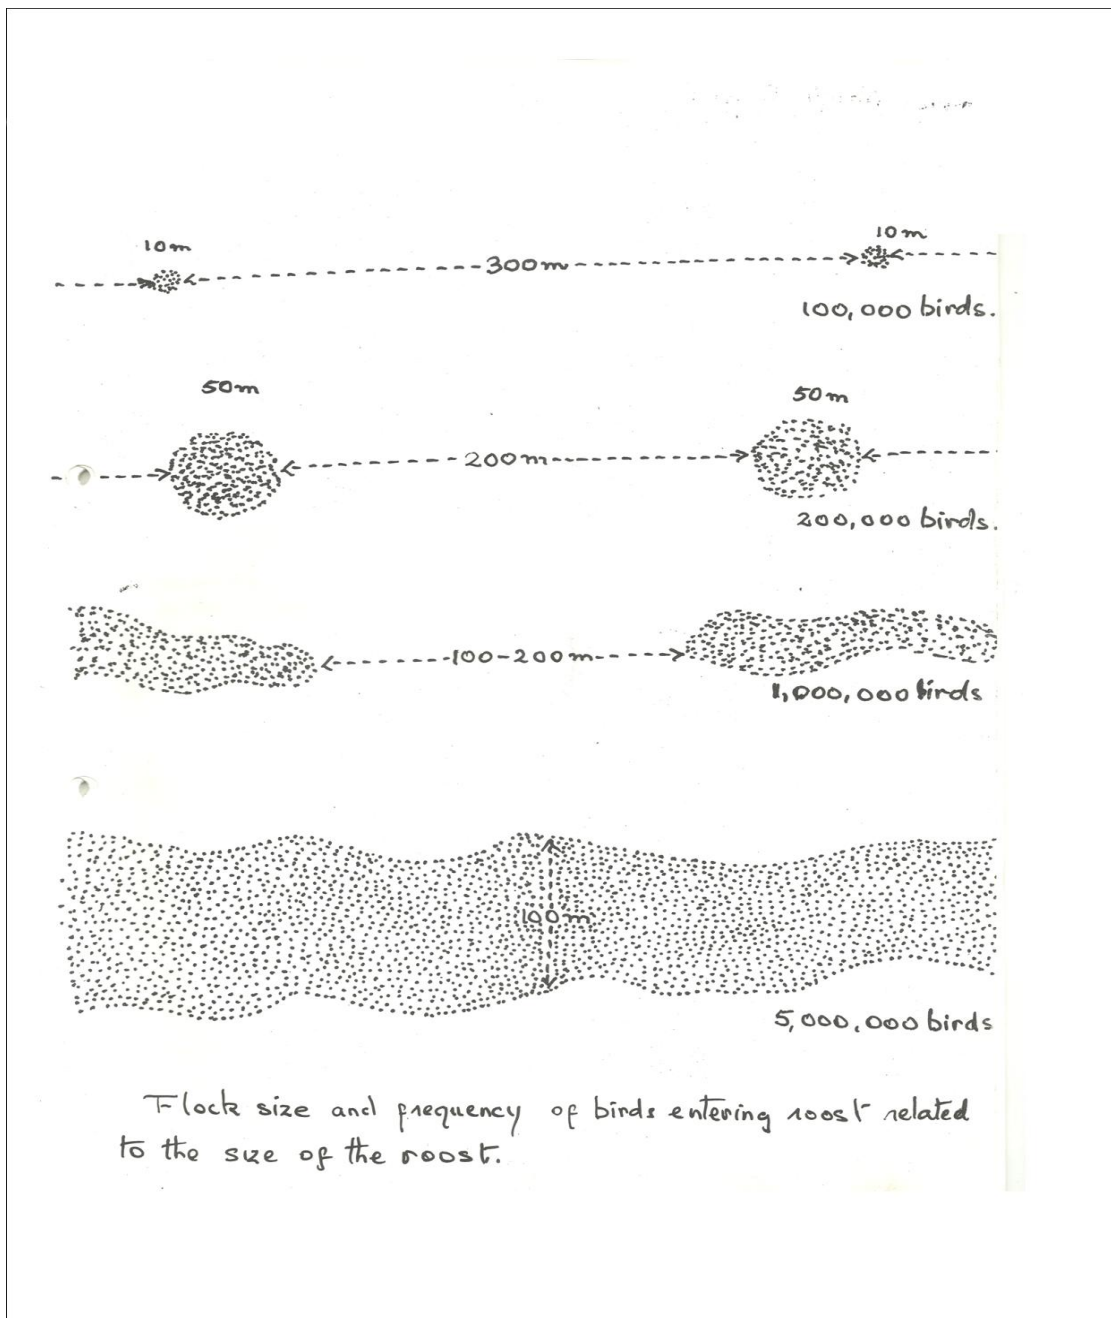 10m
10m
300m
100,000 birds.
50m
50m
200m
200,000 birds.
100-200m
1,000,000 birds
100m
5,000,000 birds
Flock size and frequency of birds entering roost related
to the size of the roost.